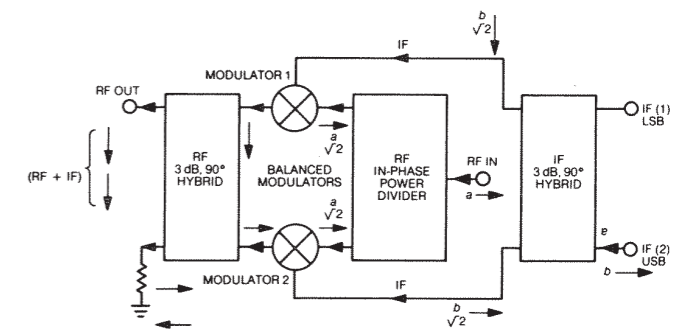 b
√2
IF
MODULATOR 1
RF OUT
a
√2
RF
3 dB, 90°
HYBRID
BALANCED
MODULATORS
RF
IN-PHASE
POWER
DIVIDER
RF IN
a
IF
3 dB, 90°
HYBRID
IF (1)
LSB
(RF + IF)
a
√2
e
IF (2)
USB
b
MODULATOR 2
IF
b
√2